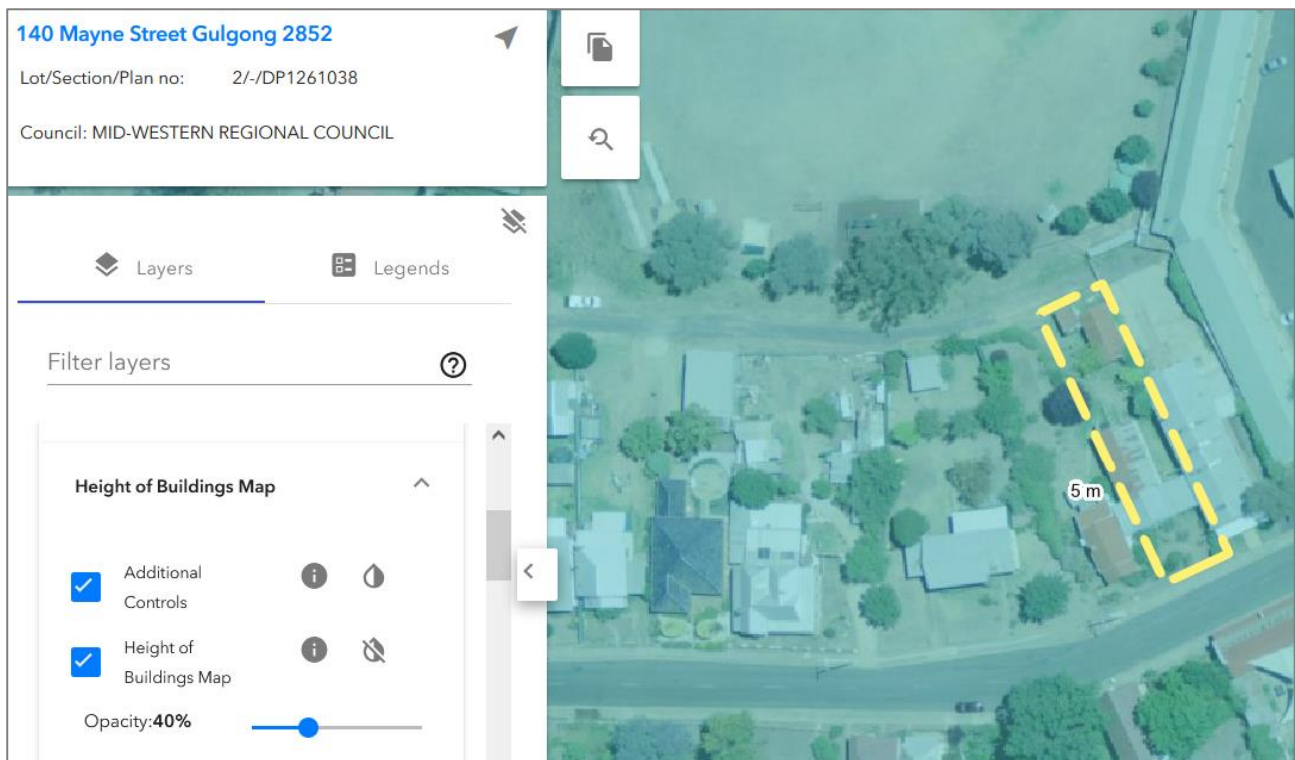 140 Mayne Street Gulgong 2852
Lot/Section/Plan no: 2/-/DP1261038
Council: MID-WESTERN REGIONAL COUNCIL
Layers
Legends
Filter layers
Height of Buildings Map
Additional
Controls
Height of
Buildings Map
Opacity:40%
5 m